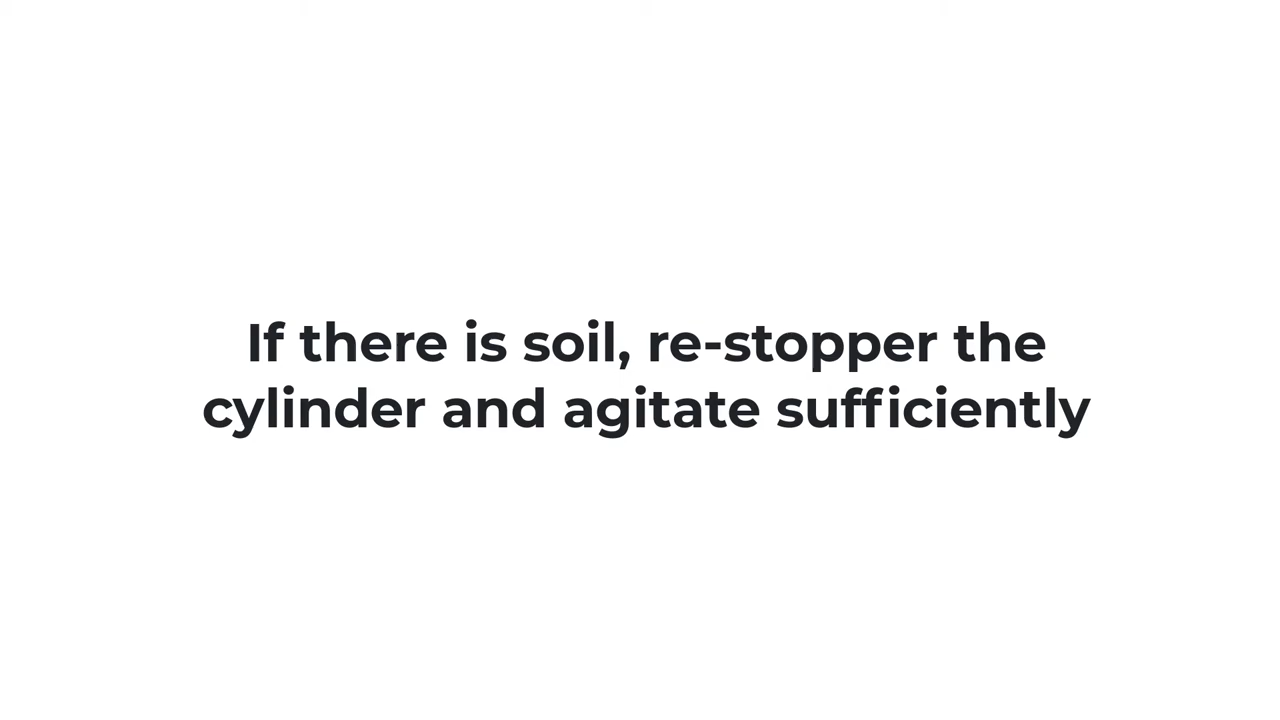 If there is soil, re-stopper the
cylinder and agitate sufficiently